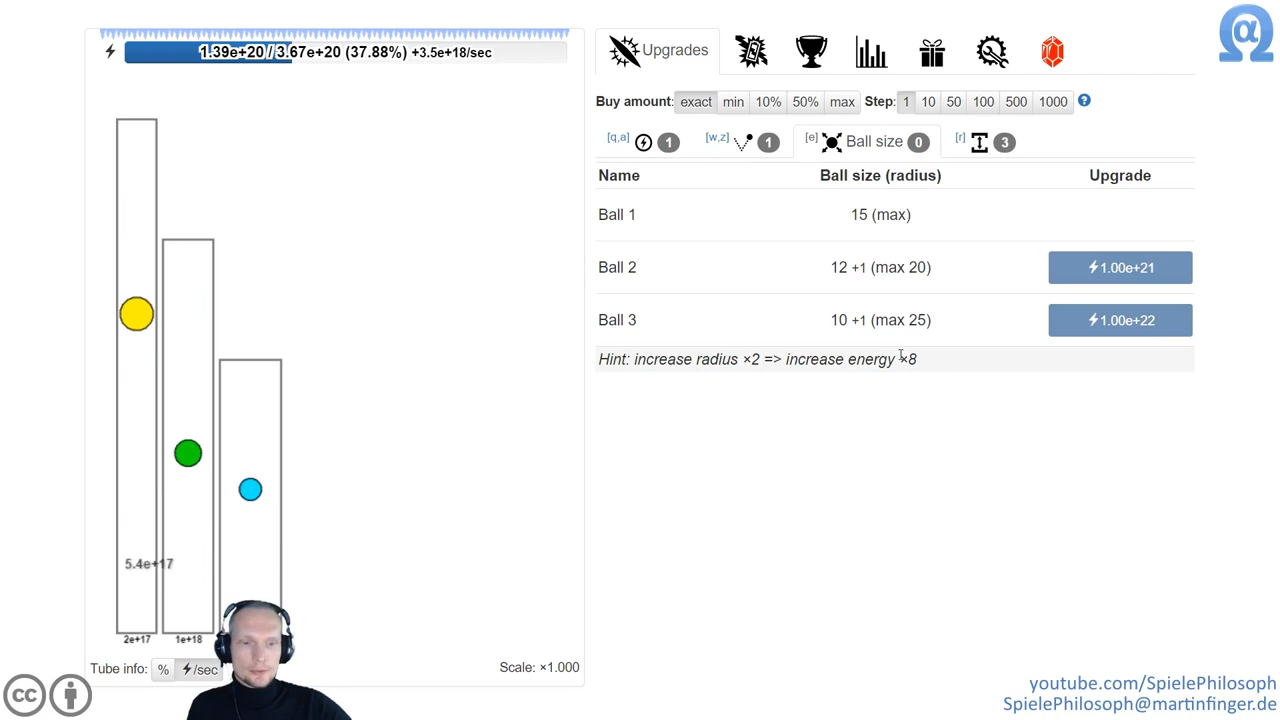 1.39e+20 / 3.67e+20 (37.88%) +3.5e+18/sec
Upgrades
Buy amount: exact min 10% 50% max Step: 1 10 50 100 500 1000 ?
[q,a] 1 [w,z] 1 [e] Ball size 0 [r] 3
Name Ball size (radius) Upgrade
Ball 1 15 (max)
Ball 2 12 +1 (max 20) 1.00e+21
Ball 3 10 +1 (max 25) 1.00e+22
Hint: increase radius ×2 => increase energy ×8
5.4e+17
2e+17 1e+18
Tube info: % /sec Scale: ×1.000
cc
youtube.com/SpielePhilosoph
SpielePhilosoph@martinfinger.de
α
Ω